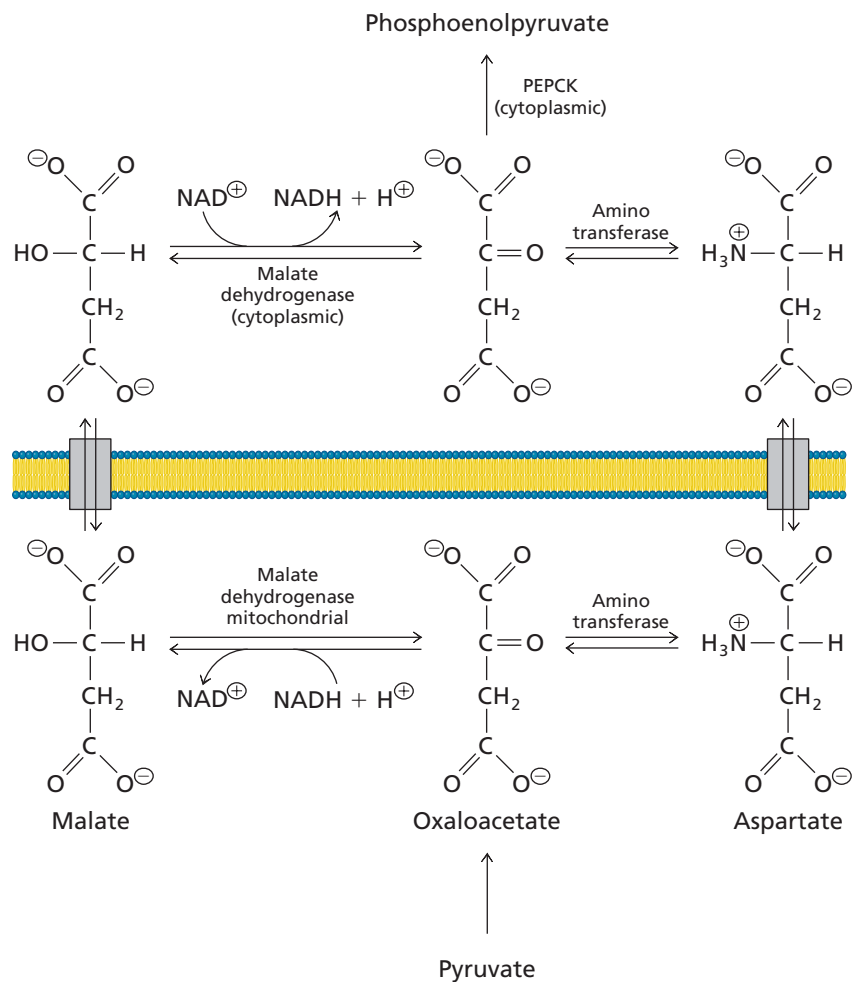 Phosphoenolpyruvate
PEPCK
(cytoplasmic)
⊖O O
C
HO—C—H
CH₂
C
O O⊖
NAD⊕ NADH + H⊕
Malate
dehydrogenase
(cytoplasmic)
⊖O O
C
C=O
CH₂
C
O O⊖
Amino
transferase
⊖O O
C
H₃N⊕—C—H
CH₂
C
O O⊖
⊖O O
C
HO—C—H
CH₂
C
O O⊖
Malate
Malate
dehydrogenase
mitochondrial
NAD⊕ NADH + H⊕
⊖O O
C
C=O
CH₂
C
O O⊖
Oxaloacetate
Amino
transferase
⊖O O
C
H₃N⊕—C—H
CH₂
C
O O⊖
Aspartate
Pyruvate